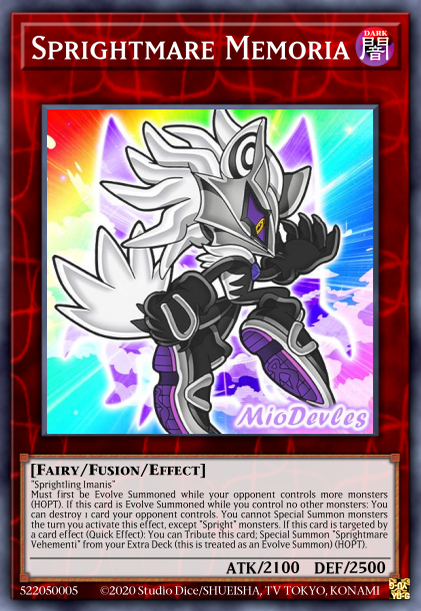 Sprightmare Memoria
DARK
闇
MioDevles
[Fairy/Fusion/Effect]
"Sprightling Imanis"
Must first be Evolve Summoned while your opponent controls more monsters
(HOPT). If this card is Evolve Summoned while you control no other monsters: You
can destroy 1 card your opponent controls. You cannot Special Summon monsters
the turn you activate this effect, except "Spright" monsters. If this card is targeted
by a card effect (Quick Effect): You can Tribute this card; Special Summon "Sprightmare
Vehementi" from your Extra Deck (this is treated as an Evolve Summon) (HOPT).
ATK/2100 DEF/2500
522050005 ©2020 Studio Dice/SHUEISHA, TV TOKYO, KONAMI